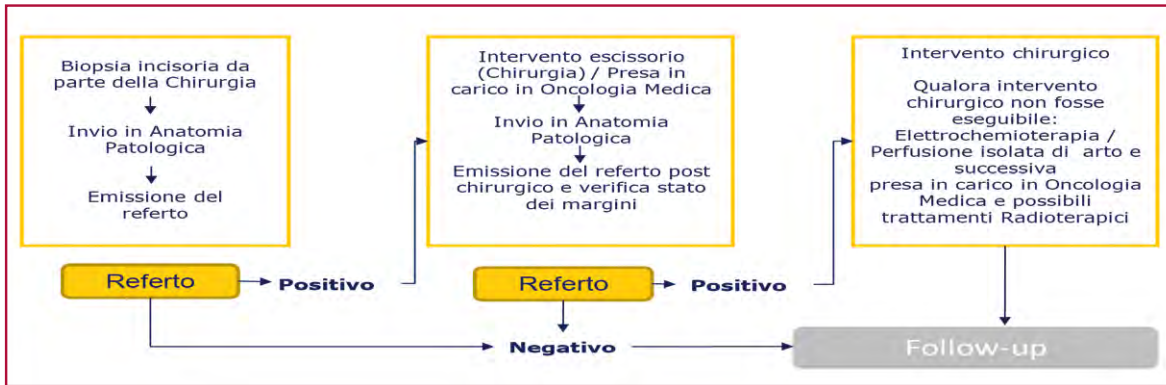 Biopsia incisoria da
parte della Chirurgia
Invio in Anatomia
Patologica
Emissione del
referto
Intervento escissorio
(Chirurgia) / Presa in
carico in Oncologia Medica
Invio in Anatomia
Patologica
Emissione del referto post
chirurgico e verifica stato
dei margini
Intervento chirurgico
Qualora intervento
chirurgico non fosse
eseguibile:
Elettrochemioterapia /
Perfusione isolata di arto e
successiva
presa in carico in Oncologia
Medica e possibili
trattamenti Radioterapici
Referto
Positivo
Referto
Positivo
Negativo
Follow-up